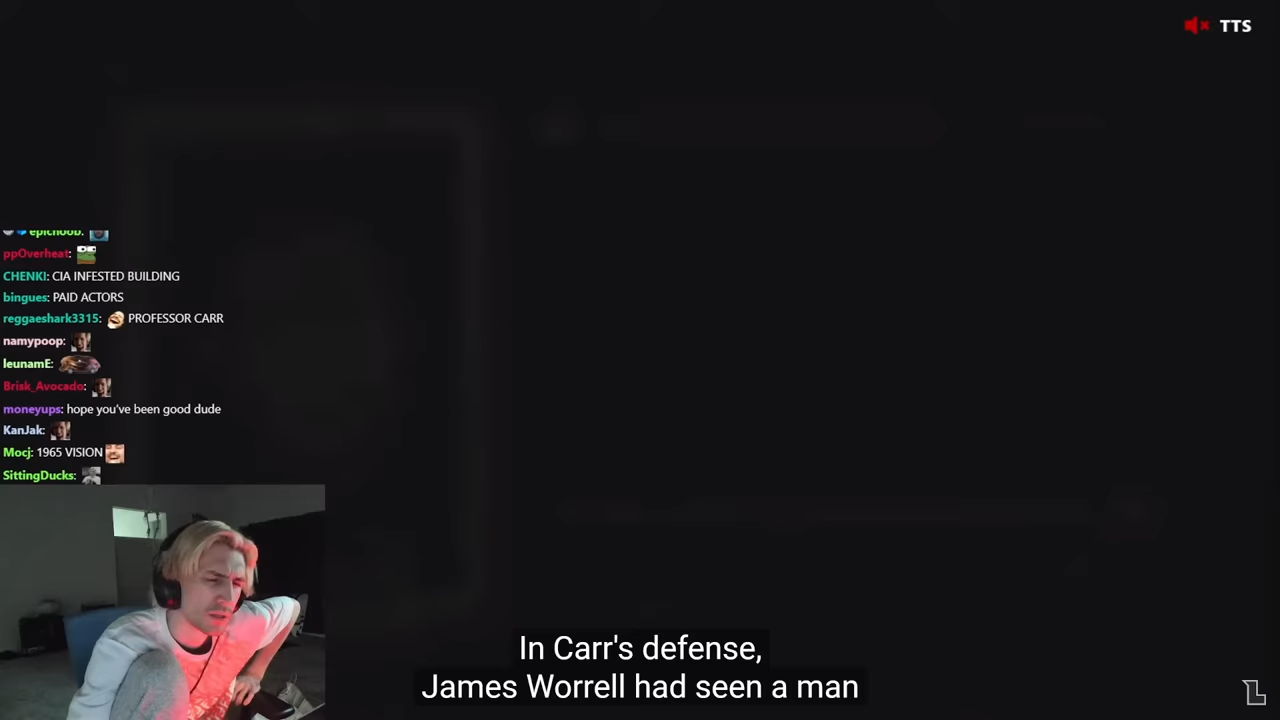 TTS
epicnoob:
ppOverheat:
CHENKI: CIA INFESTED BUILDING
bingues: PAID ACTORS
reggaeshark3315: PROFESSOR CARR
namypoop:
leunamE:
Brisk_Avocado:
moneyups: hope you've been good dude
KanJak:
Mocj: 1965 VISION
SittingDucks:
In Carr's defense,
James Worrell had seen a man